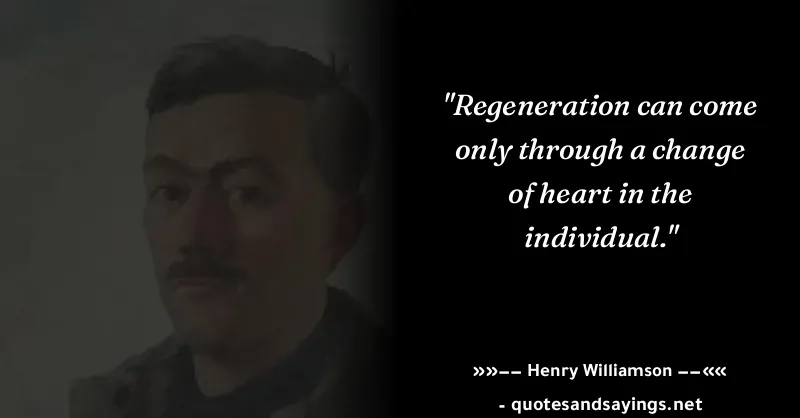 "Regeneration can come
only through a change
of heart in the
individual."
»»—— Henry Williamson ——««
- quotesandsayings.net